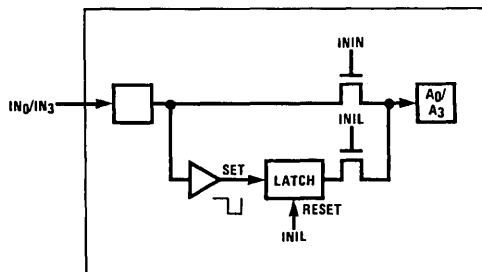 ININ
IN0/IN3
A0/
A3
INIL
SET
LATCH
RESET
INIL